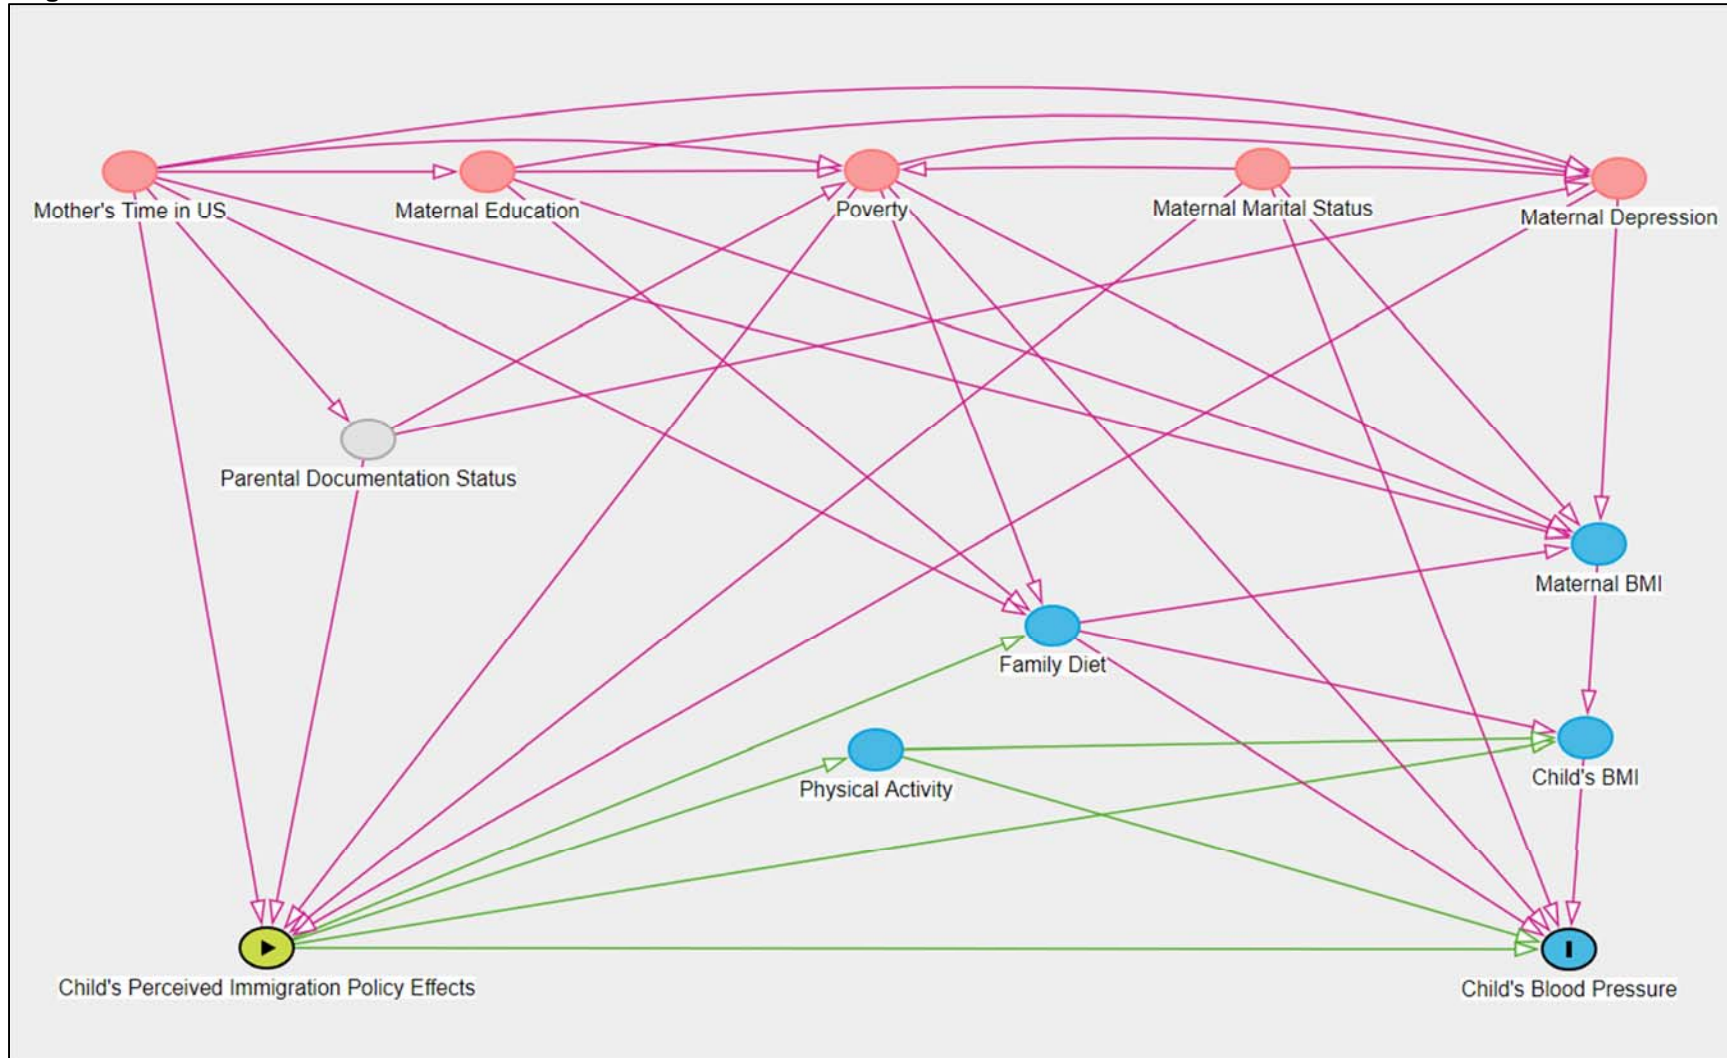 Mother's Time in US
Maternal Education
Poverty
Maternal Marital Status
Maternal Depression
Parental Documentation Status
Maternal BMI
Family Diet
Child's BMI
Physical Activity
Child's Perceived Immigration Policy Effects
Child's Blood Pressure